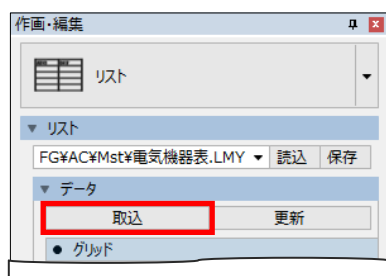 作画・編集
リスト
リスト
FG¥AC¥Mst¥電気機器表.LMY 読込 保存
データ
取込 更新
グリッド